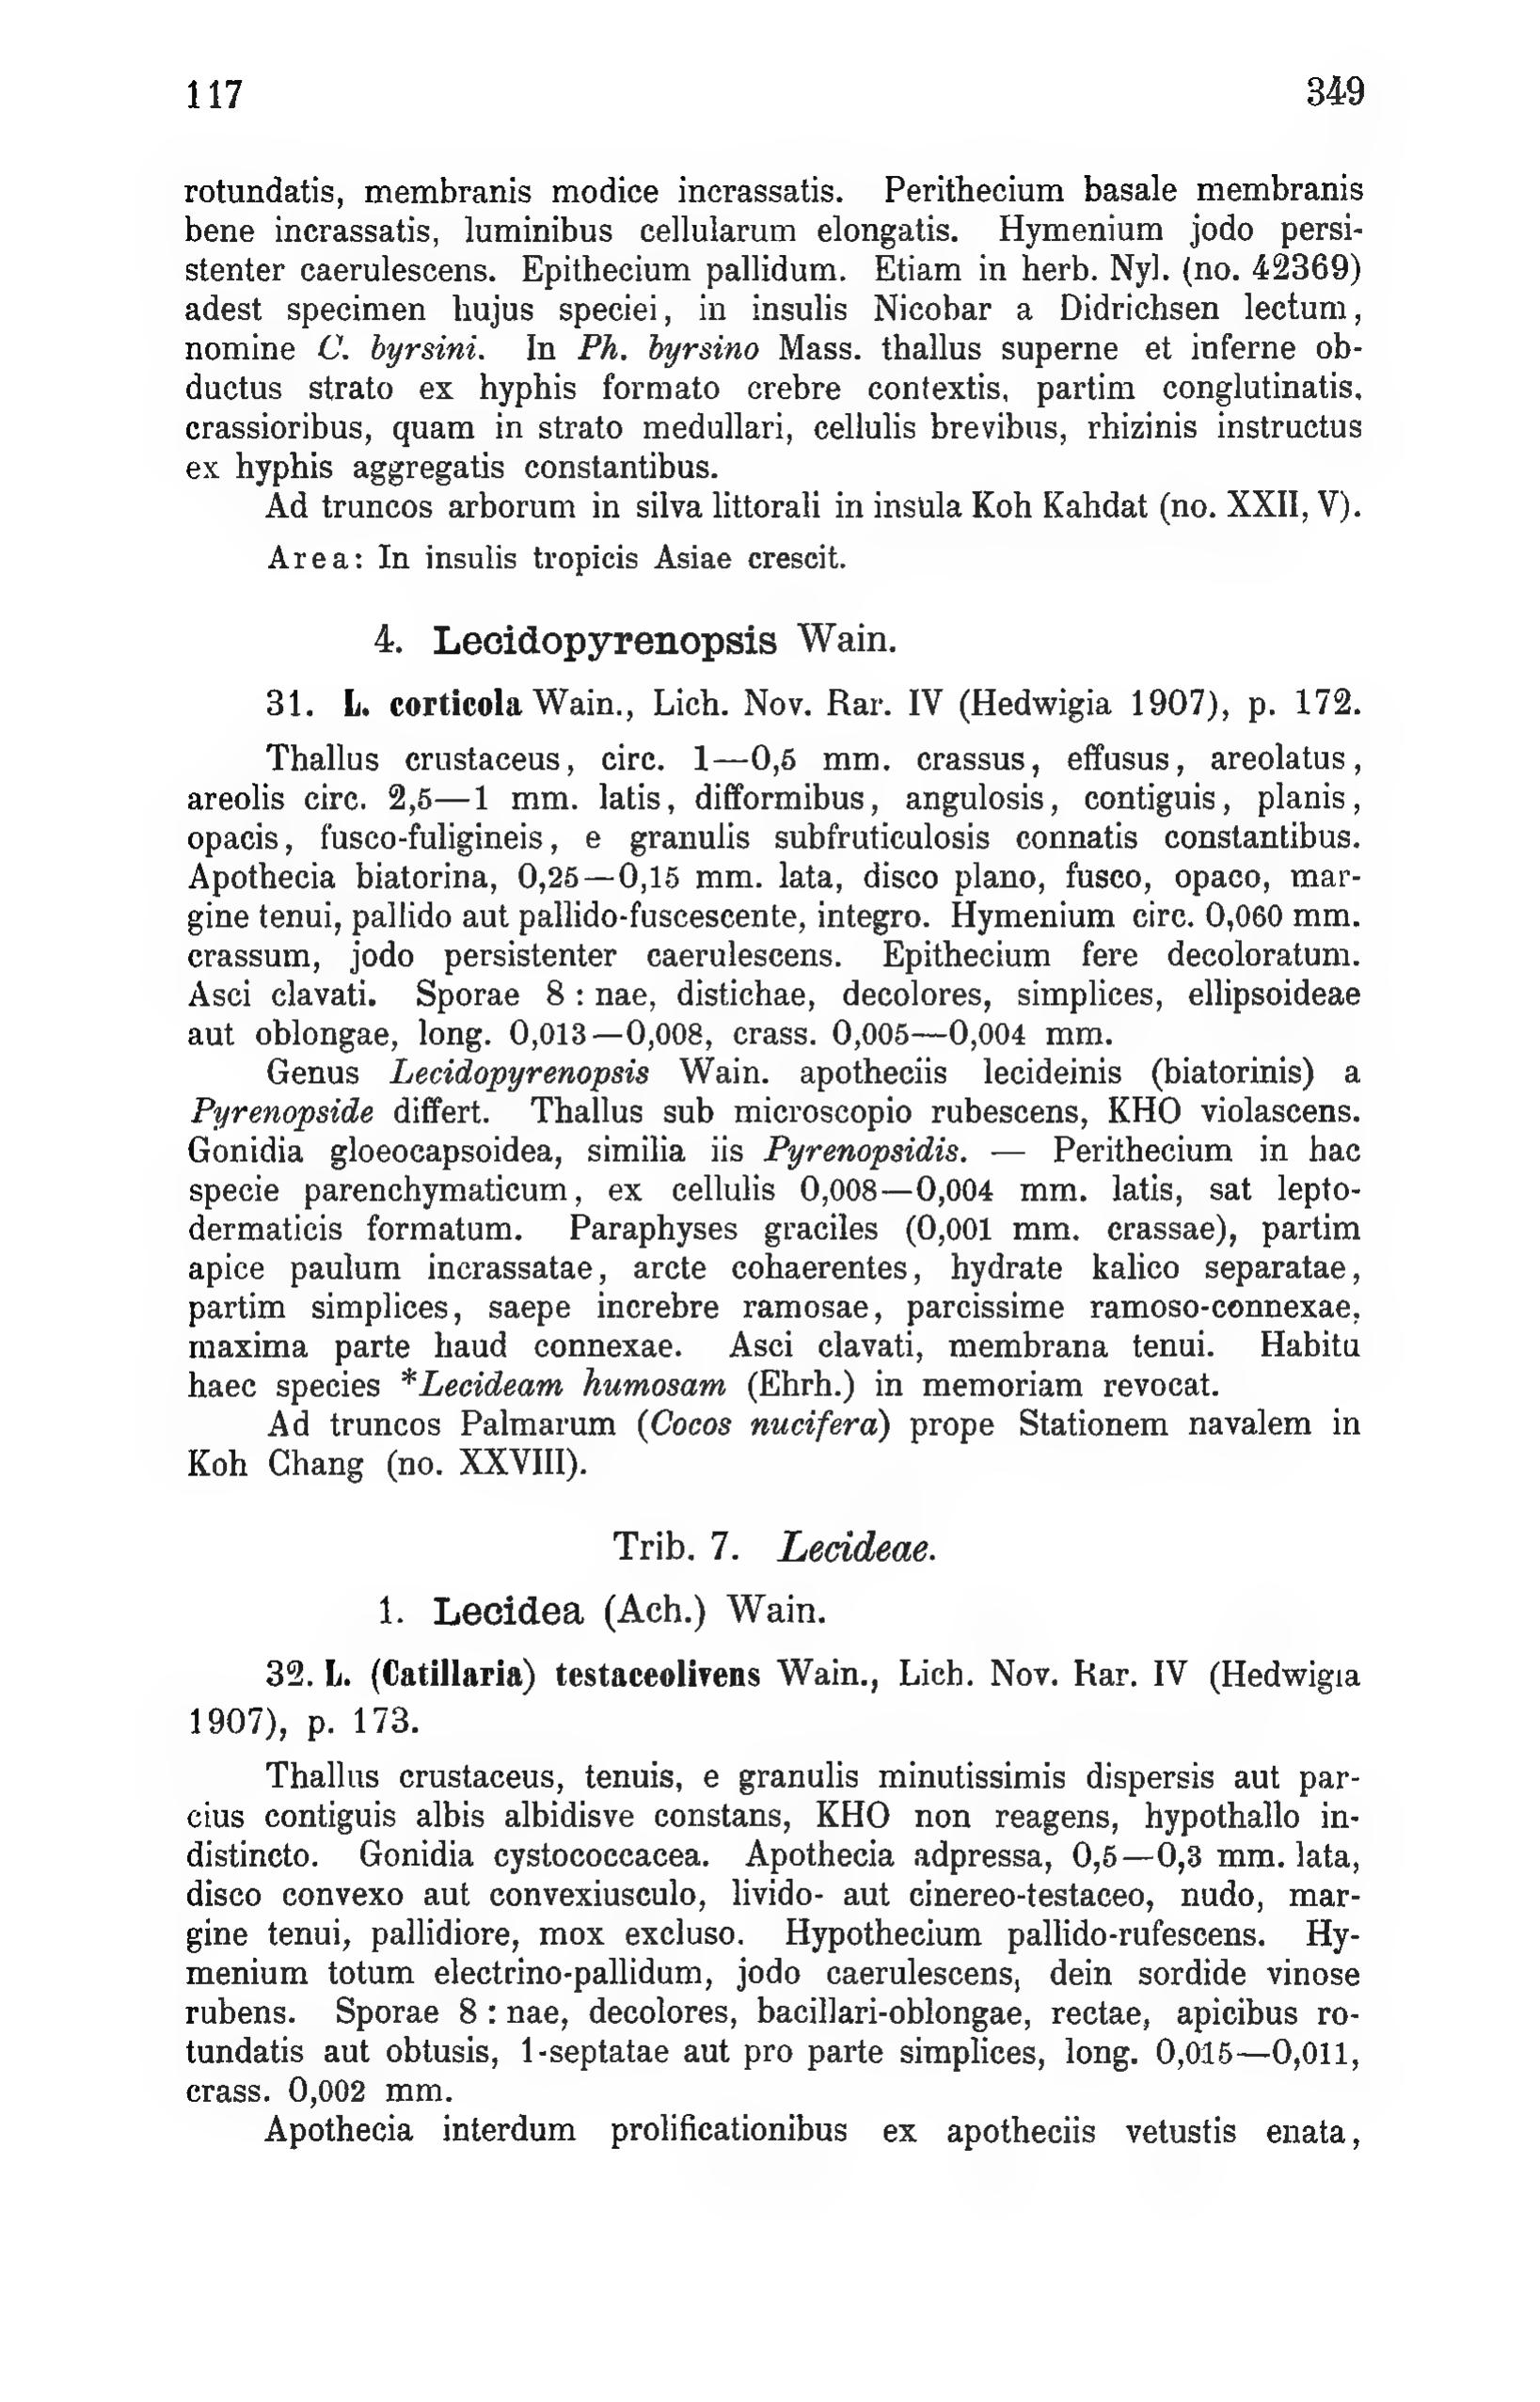 117 349
rotundatis, membranis modice incrassatis. Perithecium basale membranis
bene incrassatis, luminibus cellularum elongatis. Hymenium jodo persi-
stenter caerulescens. Epithecium pallidum. Etiam in herb. Nyl. (no. 42369)
adest specimen hujus speciei, in insulis Nicobar a Didrichsen lectum,
nomine C. byrsini. In Ph. byrsino Mass. thallus superne et inferne ob-
ductus strato ex hyphis formato crebre contextis, partim conglutinatis,
crassioribus, quam in strato medullari, cellulis brevibus, rhizinis instructus
ex hyphis aggregatis constantibus.
Ad truncos arborum in silva littorali in insula Koh Kahdat (no. XXII, V).
Area: In insulis tropicis Asiae crescit.
4. Lecidopyrenopsis Wain.
31. L. corticola Wain., Lich. Nov. Rar. IV (Hedwigia 1907), p. 172.
Thallus crustaceus, circ. 1—0,5 mm. crassus, effusus, areolatus,
areolis circ. 2,5—1 mm. latis, difformibus, angulosis, contiguis, planis,
opacis, fusco-fuligineis, e granulis subfruticulosis connatis constantibus.
Apothecia biatorina, 0,25—0,15 mm. lata, disco plano, fusco, opaco, mar-
gine tenui, pallido aut pallido-fuscescente, integro. Hymenium circ. 0,060 mm.
crassum, jodo persistenter caerulescens. Epithecium fere decoloratum.
Asci clavati. Sporae 8 : nae, distichae, decolores, simplices, ellipsoideae
aut oblongae, long. 0,013—0,008, crass. 0,005—0,004 mm.
Genus Lecidopyrenopsis Wain. apotheciis lecideinis (biatorinis) a
Pyrenopside differt. Thallus sub microscopio rubescens, KHO violascens.
Gonidia gloeocapsoidea, similia iis Pyrenopsidis. — Perithecium in hac
specie parenchymaticum, ex cellulis 0,008—0,004 mm. latis, sat lepto-
dermaticis formatum. Paraphyses graciles (0,001 mm. crassae), partim
apice paulum incrassatae, arcte cohaerentes, hydrate kalico separatae,
partim simplices, saepe increbre ramosae, parcissime ramoso-connexae,
maxima parte haud connexae. Asci clavati, membrana tenui. Habitu
haec species *Lecideam humosam (Ehrh.) in memoriam revocat.
Ad truncos Palmarum (Cocos nucifera) prope Stationem navalem in
Koh Chang (no. XXVIII).
Trib. 7. Lecideae.
1. Lecidea (Ach.) Wain.
32. L. (Catillaria) testaceolivens Wain., Lich. Nov. Rar. IV (Hedwigia
1907), p. 173.
Thallus crustaceus, tenuis, e granulis minutissimis dispersis aut par-
cius contiguis albis albidisve constans, KHO non reagens, hypothallo in-
distincto. Gonidia cystococcacea. Apothecia adpressa, 0,5—0,3 mm. lata,
disco convexo aut convexiusculo, livido- aut cinereo-testaceo, nudo, mar-
gine tenui, pallidiore, mox excluso. Hypothecium pallido-rufescens. Hy-
menium totum electrino-pallidum, jodo caerulescens, dein sordide vinose
rubens. Sporae 8 : nae, decolores, bacillari-oblongae, rectae, apicibus ro-
tundatis aut obtusis, 1-septatae aut pro parte simplices, long. 0,015—0,011,
crass. 0,002 mm.
Apothecia interdum prolificationibus ex apotheciis vetustis enata,